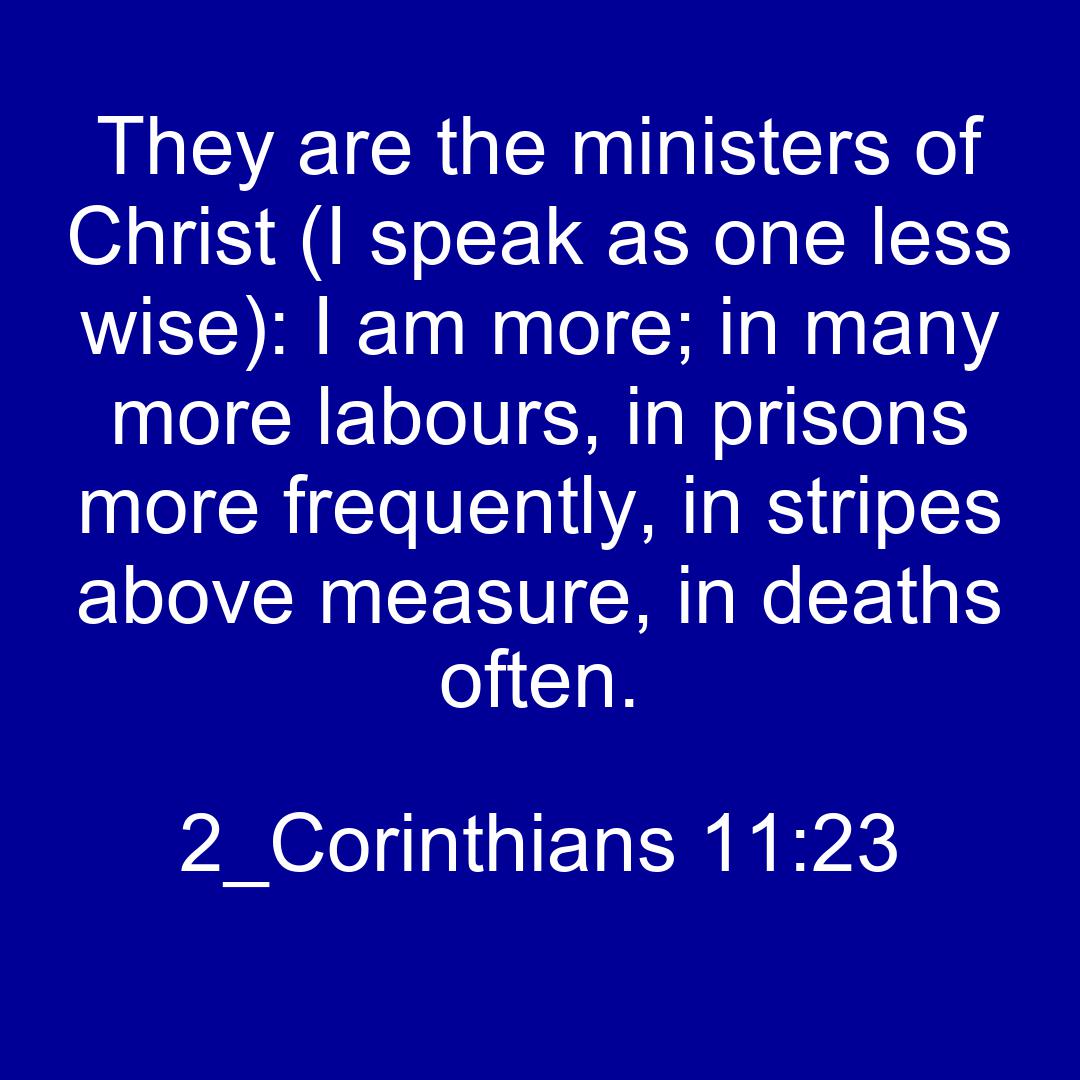 They are the ministers of
Christ (I speak as one less
wise): I am more; in many
more labours, in prisons
more frequently, in stripes
above measure, in deaths
often.
2_Corinthians 11:23